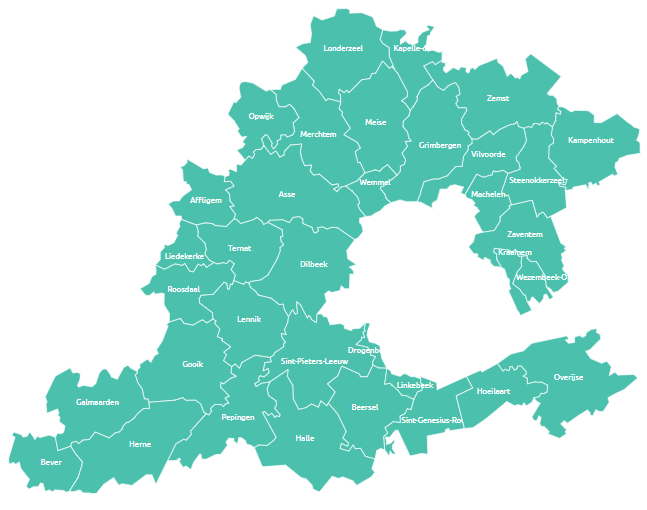 Londerzeel
Kapelle-op
Zemst
Opwijk
Meise
Merchtem
Grimbergen
Kampenhout
Vilvoorde
Wemmel
Steenokkerzeel
Asse
Machelen
Affligem
Zaventem
Ternat
Kraainem
Liedekerke
Dilbeek
Wezembeek-O
Roosdaal
Lennik
Drogenbo
Sint-Pieters-Leeuw
Gooik
Overijse
Linkebeek
Hoeilaart
Galmaarden
Beersel
Pepingen
Sint-Genesius-Ro
Halle
Herne
Bever